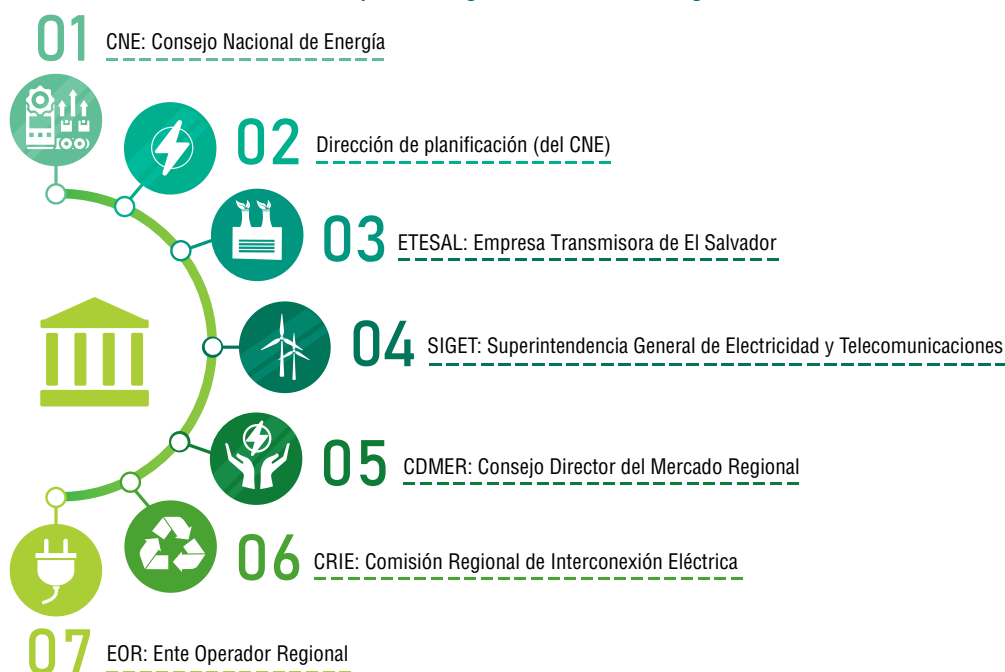 01 CNE: Consejo Nacional de Energía
02 Dirección de planificación (del CNE)
03 ETESAL: Empresa Transmisora de El Salvador
04 SIGET: Superintendencia General de Electricidad y Telecomunicaciones
05 CDMER: Consejo Director del Mercado Regional
06 CRIE: Comisión Regional de Interconexión Eléctrica
07 EOR: Ente Operador Regional